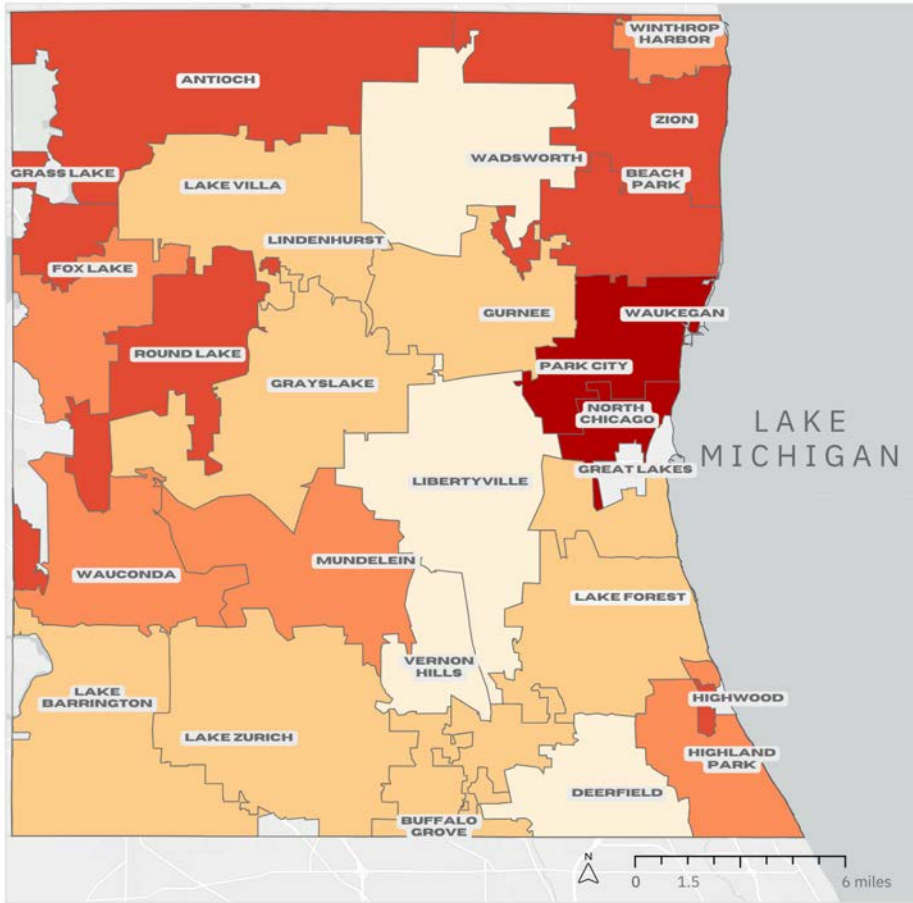 WINTHROP
HARBOR
ANTIOCH
ZION
WADSWORTH
BEACH
PARK
GRASS LAKE
LAKE VILLA
LINDENHURST
FOX LAKE
GURNEE
WAUKEGAN
ROUND LAKE
PARK CITY
GRAYSLAKE
NORTH
CHICAGO
LAKE
MICHIGAN
GREAT LAKES
LIBERTYVILLE
MUNDELEIN
WAUCONDA
LAKE FOREST
VERNON
HILLS
LAKE
BARRINGTON
HIGHWOOD
LAKE ZURICH
HIGHLAND
PARK
DEERFIELD
BUFFALO
GROVE
N
0 1.5 6 miles